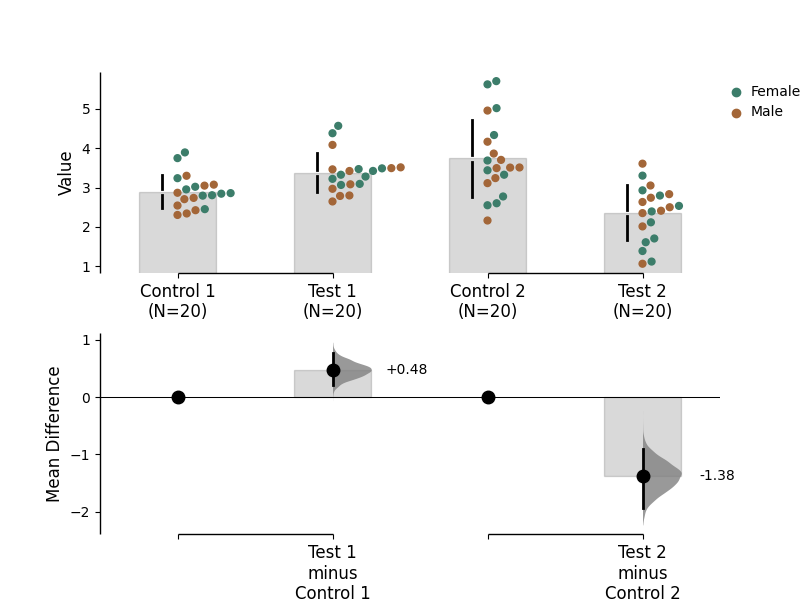 Value
5
4
3
2
1
Female
Male
Control 1
(N=20)
Test 1
(N=20)
Control 2
(N=20)
Test 2
(N=20)
Mean Difference
1
0
−1
−2
+0.48
-1.38
Test 1
minus
Control 1
Test 2
minus
Control 2